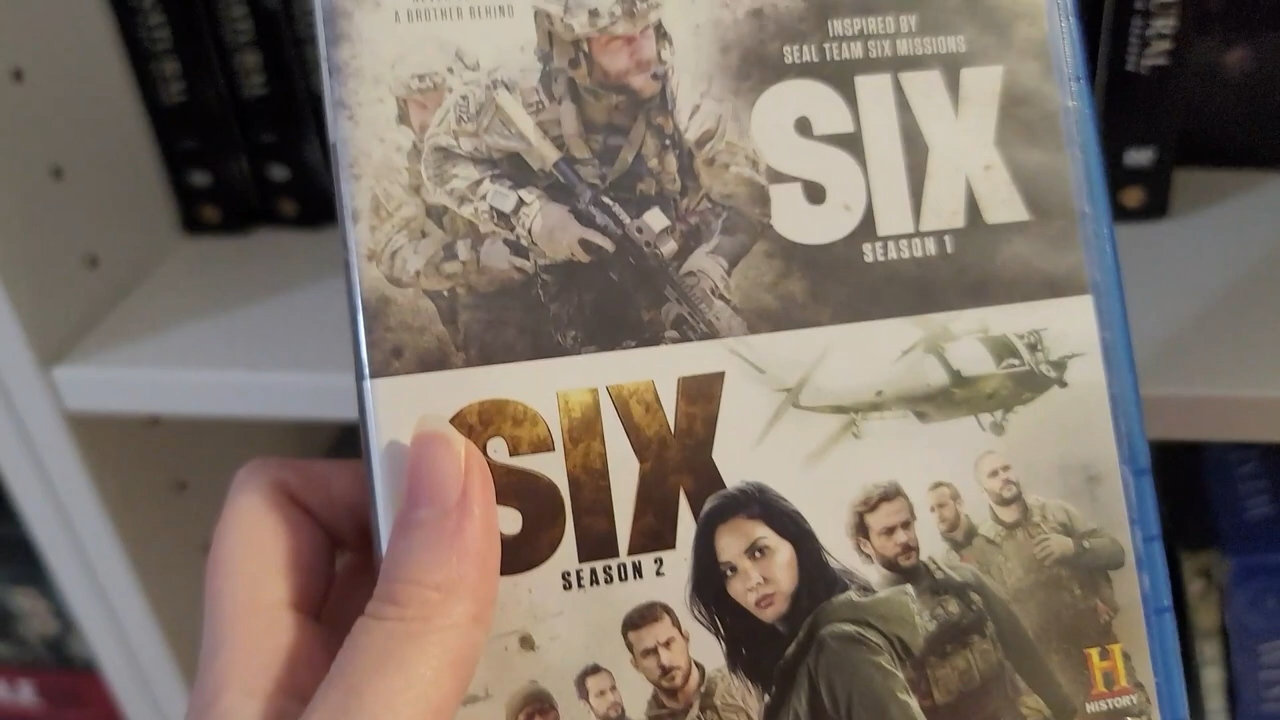 A BROTHER BEHIND
INSPIRED BY
SEAL TEAM SIX MISSIONS
SIX
SEASON 1
SIX
SEASON 2
H
HISTORY